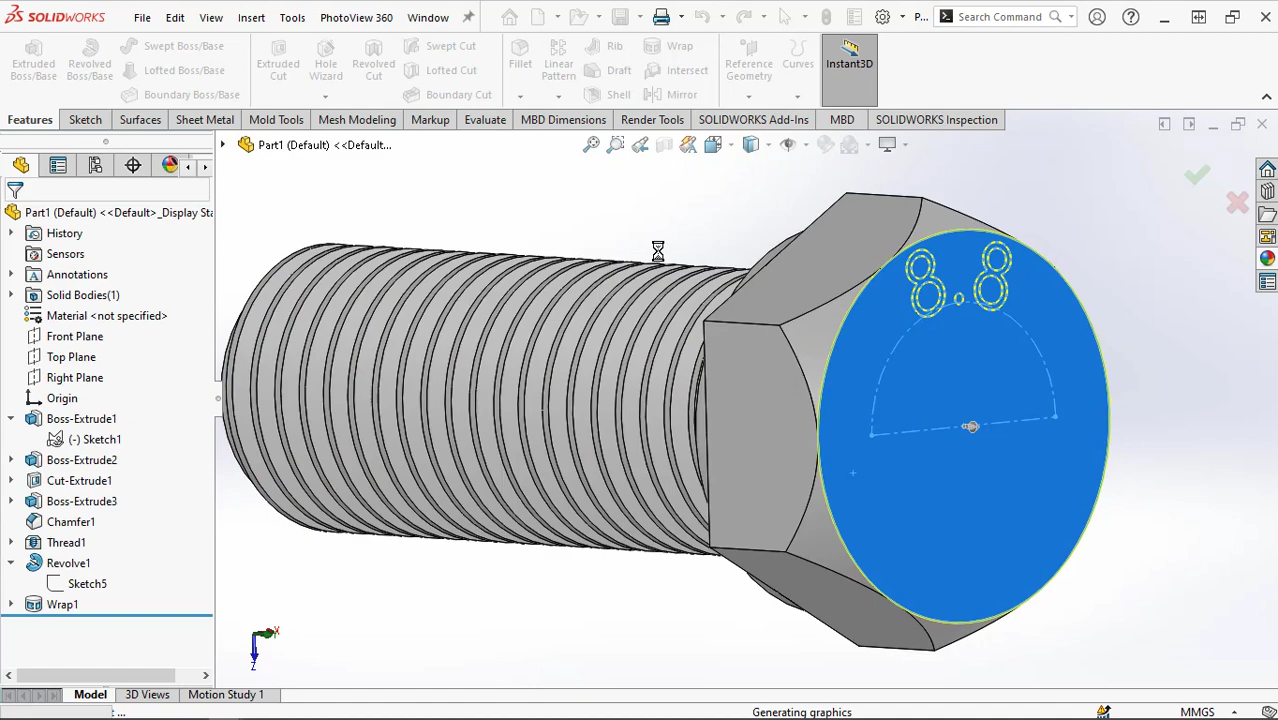 SOLIDWORKS File Edit View Insert Tools PhotoView 360 Window P... Search Command
Extruded Boss/Base
Revolved Boss/Base
Swept Boss/Base
Lofted Boss/Base
Boundary Boss/Base
Extruded Cut
Hole Wizard
Revolved Cut
Swept Cut
Lofted Cut
Boundary Cut
Fillet
Linear Pattern
Rib
Draft
Shell
Wrap
Intersect
Mirror
Reference Geometry
Curves
Instant3D
Features Sketch Surfaces Sheet Metal Mold Tools Mesh Modeling Markup Evaluate MBD Dimensions Render Tools SOLIDWORKS Add-Ins MBD SOLIDWORKS Inspection
Part1 (Default) <<Default...
Part1 (Default) <<Default>_Display Sta
History
Sensors
Annotations
Solid Bodies(1)
Material <not specified>
Front Plane
Top Plane
Right Plane
Origin
Boss-Extrude1
(-) Sketch1
Boss-Extrude2
Cut-Extrude1
Boss-Extrude3
Chamfer1
Thread1
Revolve1
Sketch5
Wrap1
8.8
X
Z
Model 3D Views Motion Study 1
: ... Generating graphics MMGS